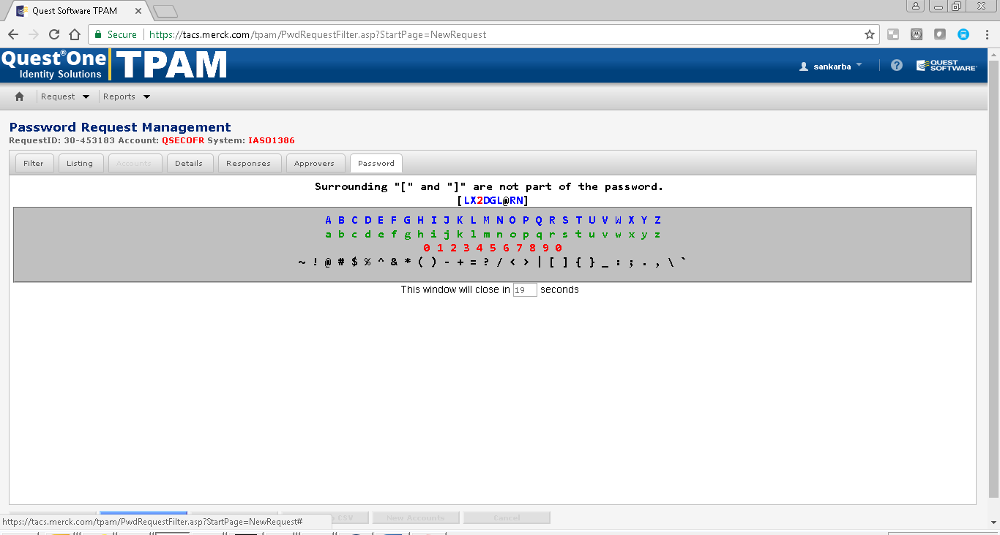 Quest Software TPAM
Secure https://tacs.merck.com/tpam/PwdRequestFilter.asp?StartPage=NewRequest
Quest®One
Identity Solutions
TPAM
sankarba
?
QUEST
SOFTWARE
Request
Reports
Password Request Management
RequestID: 30-453183 Account: QSECOFR System: IASO1386
Filter
Listing
Accounts
Details
Responses
Approvers
Password
Surrounding "[" and "]" are not part of the password.
[LX2DGL@RN]
A B C D E F G H I J K L M N O P Q R S T U V W X Y Z
a b c d e f g h i j k l m n o p q r s t u v w x y z
0 1 2 3 4 5 6 7 8 9 0
~ ! @ # $ % ^ & * ( ) - + = ? / < > | [ ] { } _ : ; . , \ `
This window will close in 19 seconds
CSV
New Accounts
Cancel
https://tacs.merck.com/tpam/PwdRequestFilter.asp?StartPage=NewRequest#